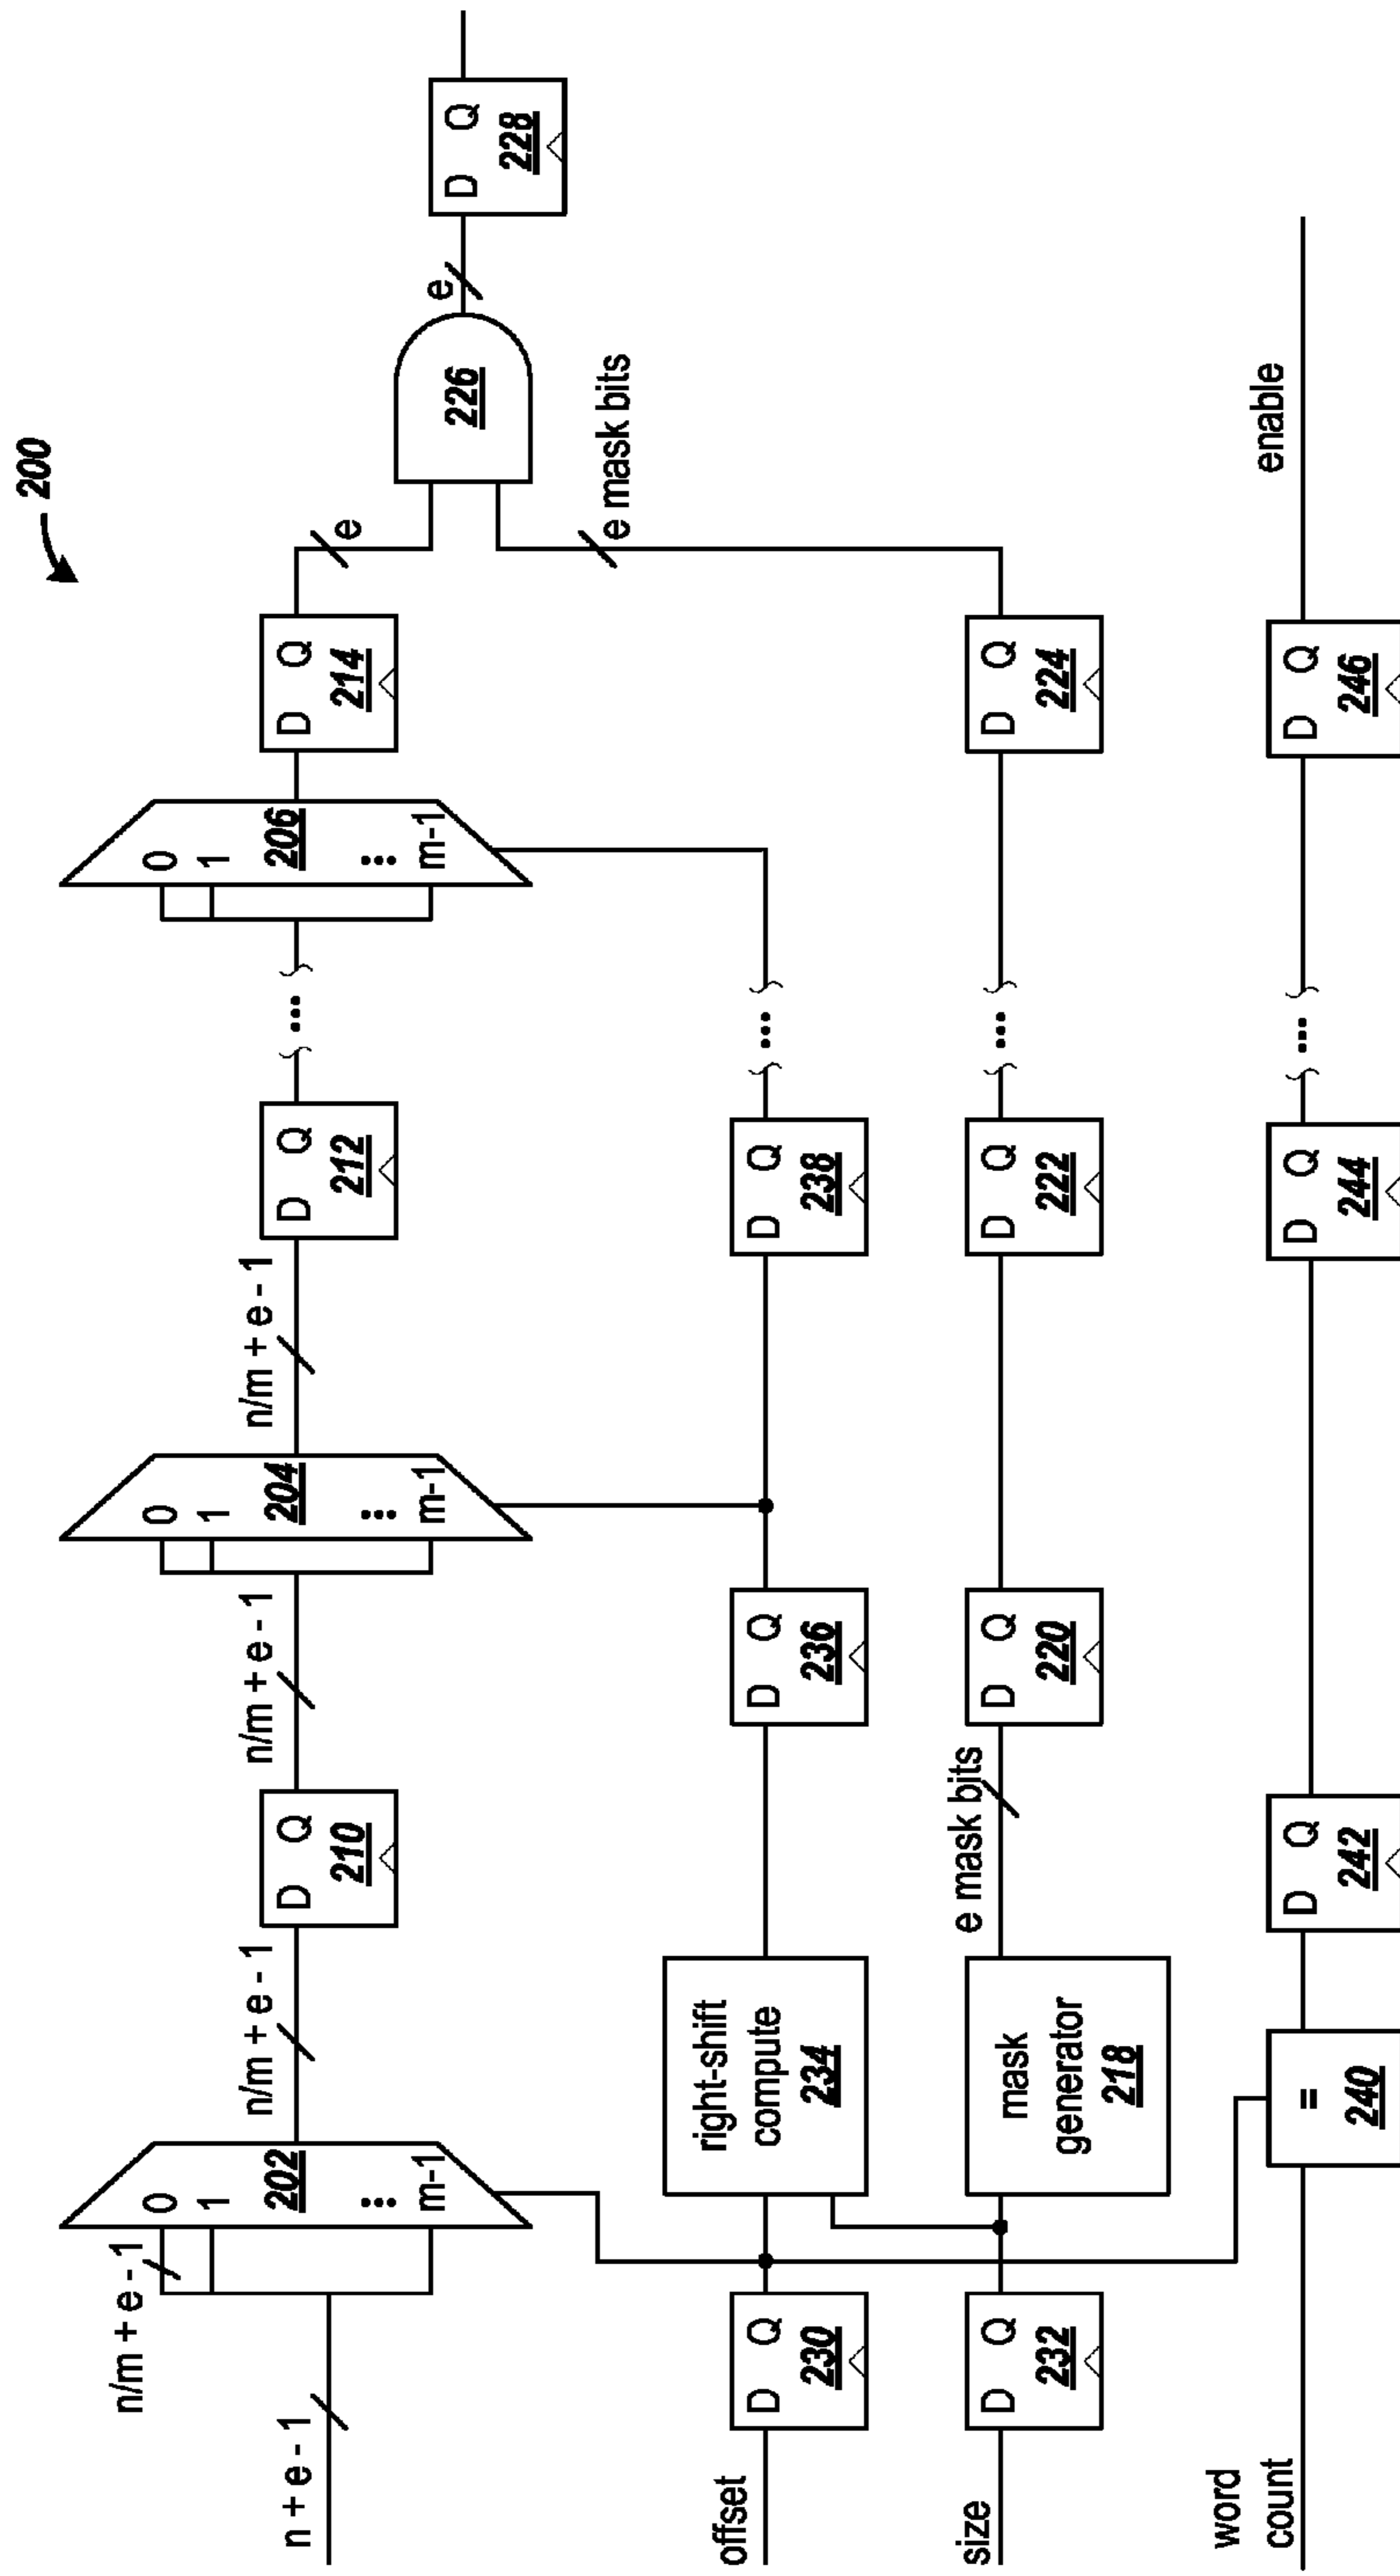 200
n + e - 1
n/m + e - 1
0
1
202
⋮
m-1
n/m + e - 1
D Q
210
n/m + e - 1
0
1
204
⋮
m-1
n/m + e - 1
D Q
212
...
0
1
206
⋮
m-1
D Q
214
e
226
e
D Q
228
e mask bits
offset
D Q
230
right-shift
compute
234
D Q
236
D Q
238
...
size
D Q
232
mask
generator
218
e mask bits
D Q
220
D Q
222
...
D Q
224
word
count
=
240
D Q
242
D Q
244
...
D Q
246
enable